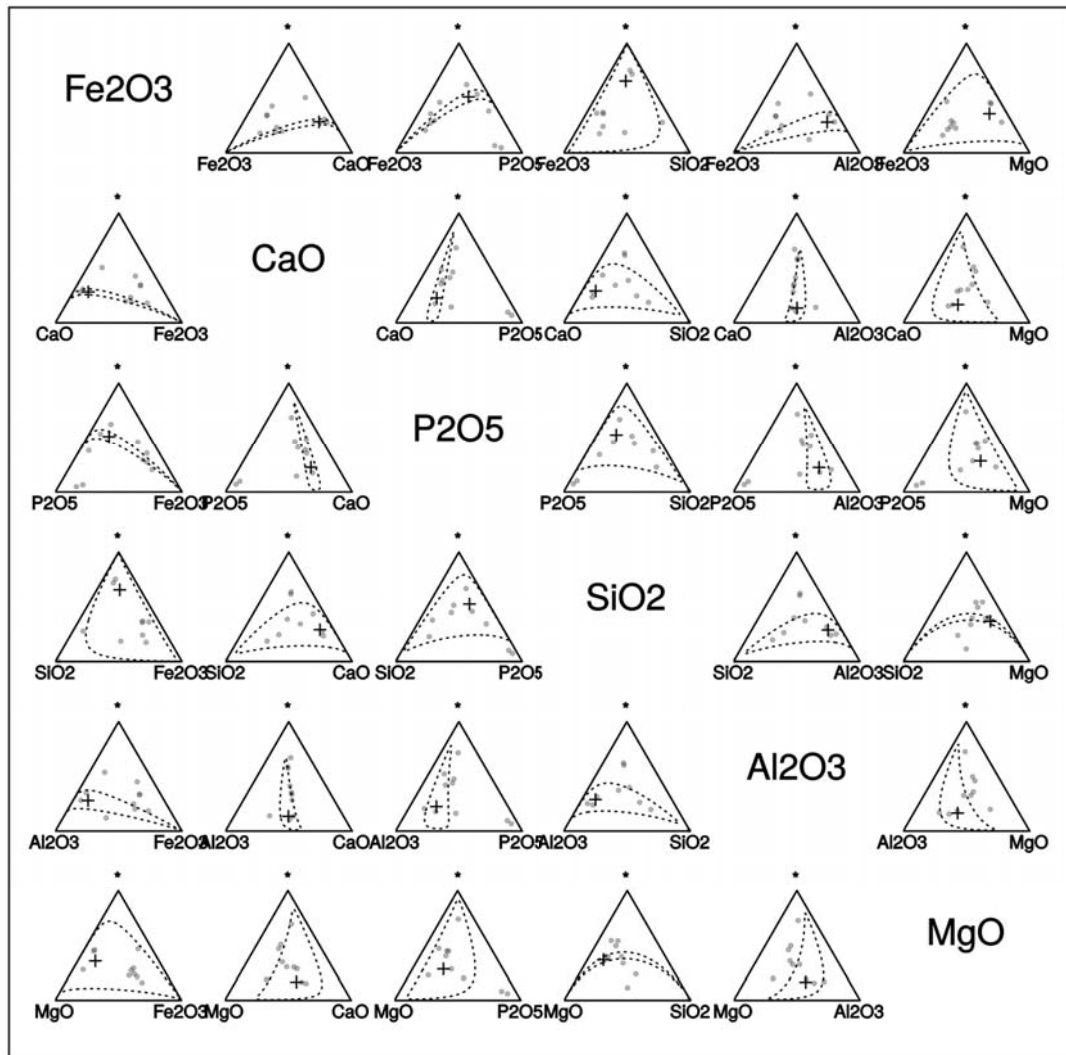 * * * * *
Fe2O3
Fe2O3 CaO Fe2O3 P2O5 Fe2O3 SiO2 Fe2O3 Al2O3 Fe2O3 MgO
* * * * *
CaO
CaO Fe2O3 CaO P2O5 CaO SiO2 CaO Al2O3 CaO MgO
* * * * *
P2O5
P2O5 Fe2O3 P2O5 CaO P2O5 SiO2 P2O5 Al2O3 P2O5 MgO
* * * * *
SiO2
SiO2 Fe2O3 SiO2 CaO SiO2 P2O5 SiO2 Al2O3 SiO2 MgO
* * * * *
Al2O3
Al2O3 Fe2O3 Al2O3 CaO Al2O3 P2O5 Al2O3 SiO2 Al2O3 MgO
* * * * *
MgO
MgO Fe2O3 MgO CaO MgO P2O5 MgO SiO2 MgO Al2O3